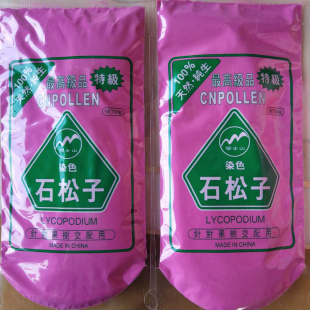 100%
天然·純生
最高級品
特級
CNPOLLEN
染色
石松子
LYCOPODIUM
針對果樹交配用
MADE IN CHINA
100%
天然·純生
最高級品
特級
CNPOLLEN
染色
石松子
LYCOPODIUM
針對果樹交配用
MADE IN CHINA